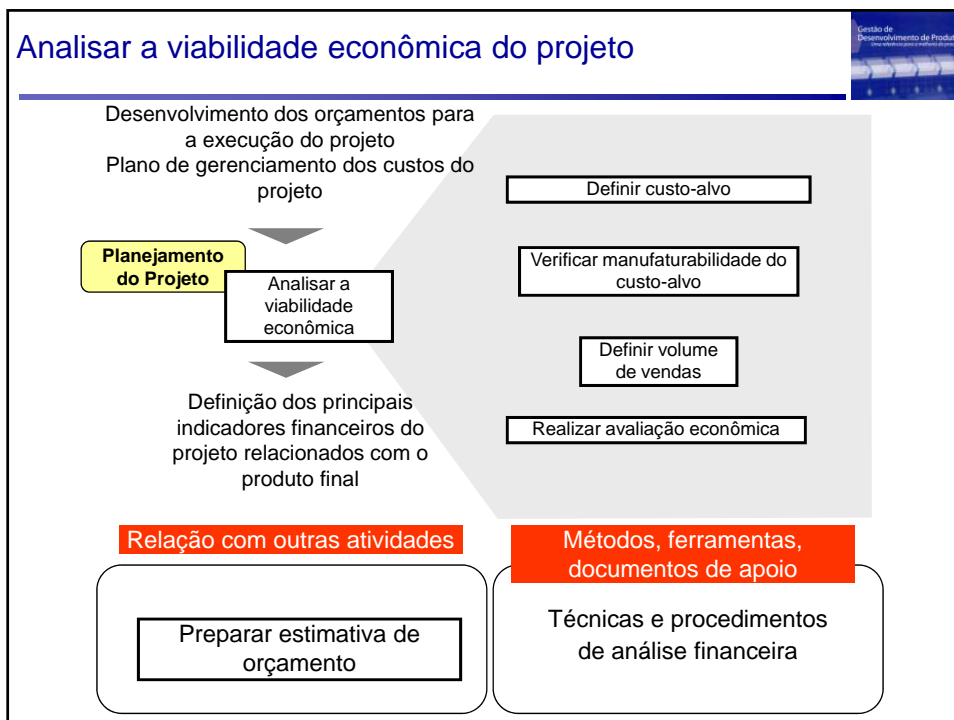 Analisar a viabilidade econômica do projeto
Gestão de
Desenvolvimento de Produt
Desenvolvimento dos orçamentos para
a execução do projeto
Plano de gerenciamento dos custos do
projeto
Planejamento
do Projeto
Analisar a
viabilidade
econômica
Definição dos principais
indicadores financeiros do
projeto relacionados com o
produto final
Definir custo-alvo
Verificar manufaturabilidade do
custo-alvo
Definir volume
de vendas
Realizar avaliação econômica
Relação com outras atividades
Preparar estimativa de
orçamento
Métodos, ferramentas,
documentos de apoio
Técnicas e procedimentos
de análise financeira